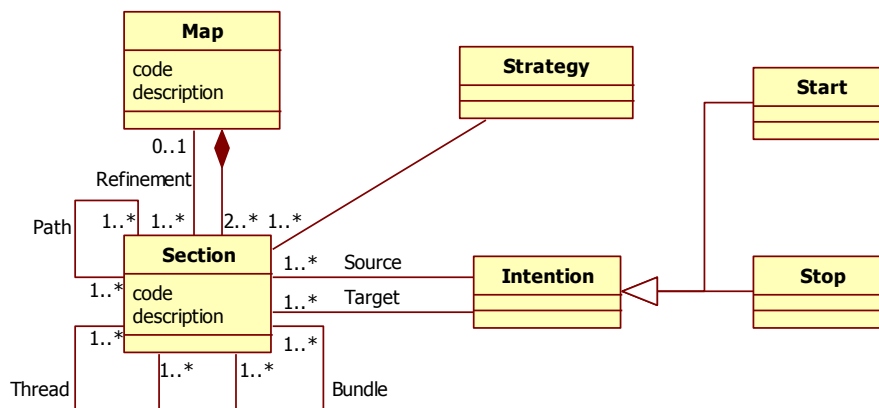 Map
code
description
Strategy
Start
0..1
Refinement
Path
1..*
1..*
2..*
1..*
Section
1..*
Source
Intention
Stop
1..*
code
description
1..*
Target
1..*
1..*
Thread
1..*
1..*
Bundle